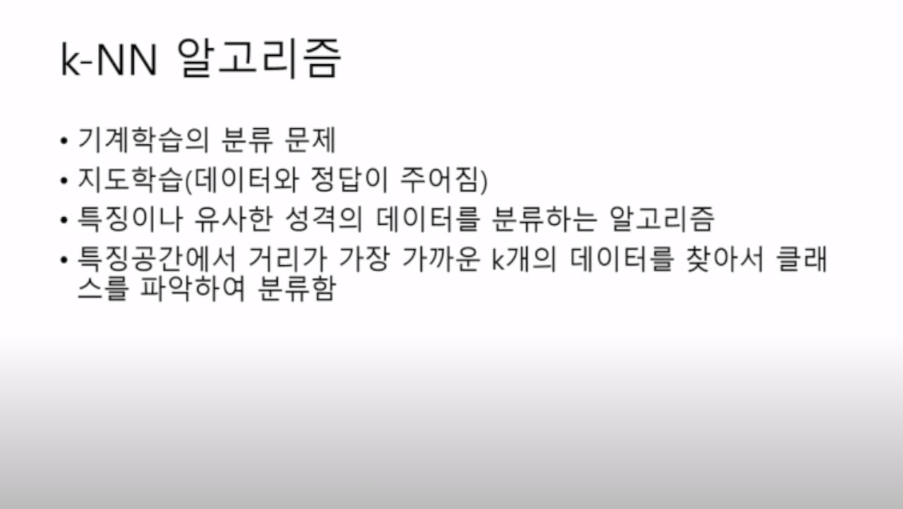 k-NN 알고리즘
• 기계학습의 분류 문제
• 지도학습(데이터와 정답이 주어짐)
• 특징이나 유사한 성격의 데이터를 분류하는 알고리즘
• 특징공간에서 거리가 가장 가까운 k개의 데이터를 찾아서 클래
스를 파악하여 분류함